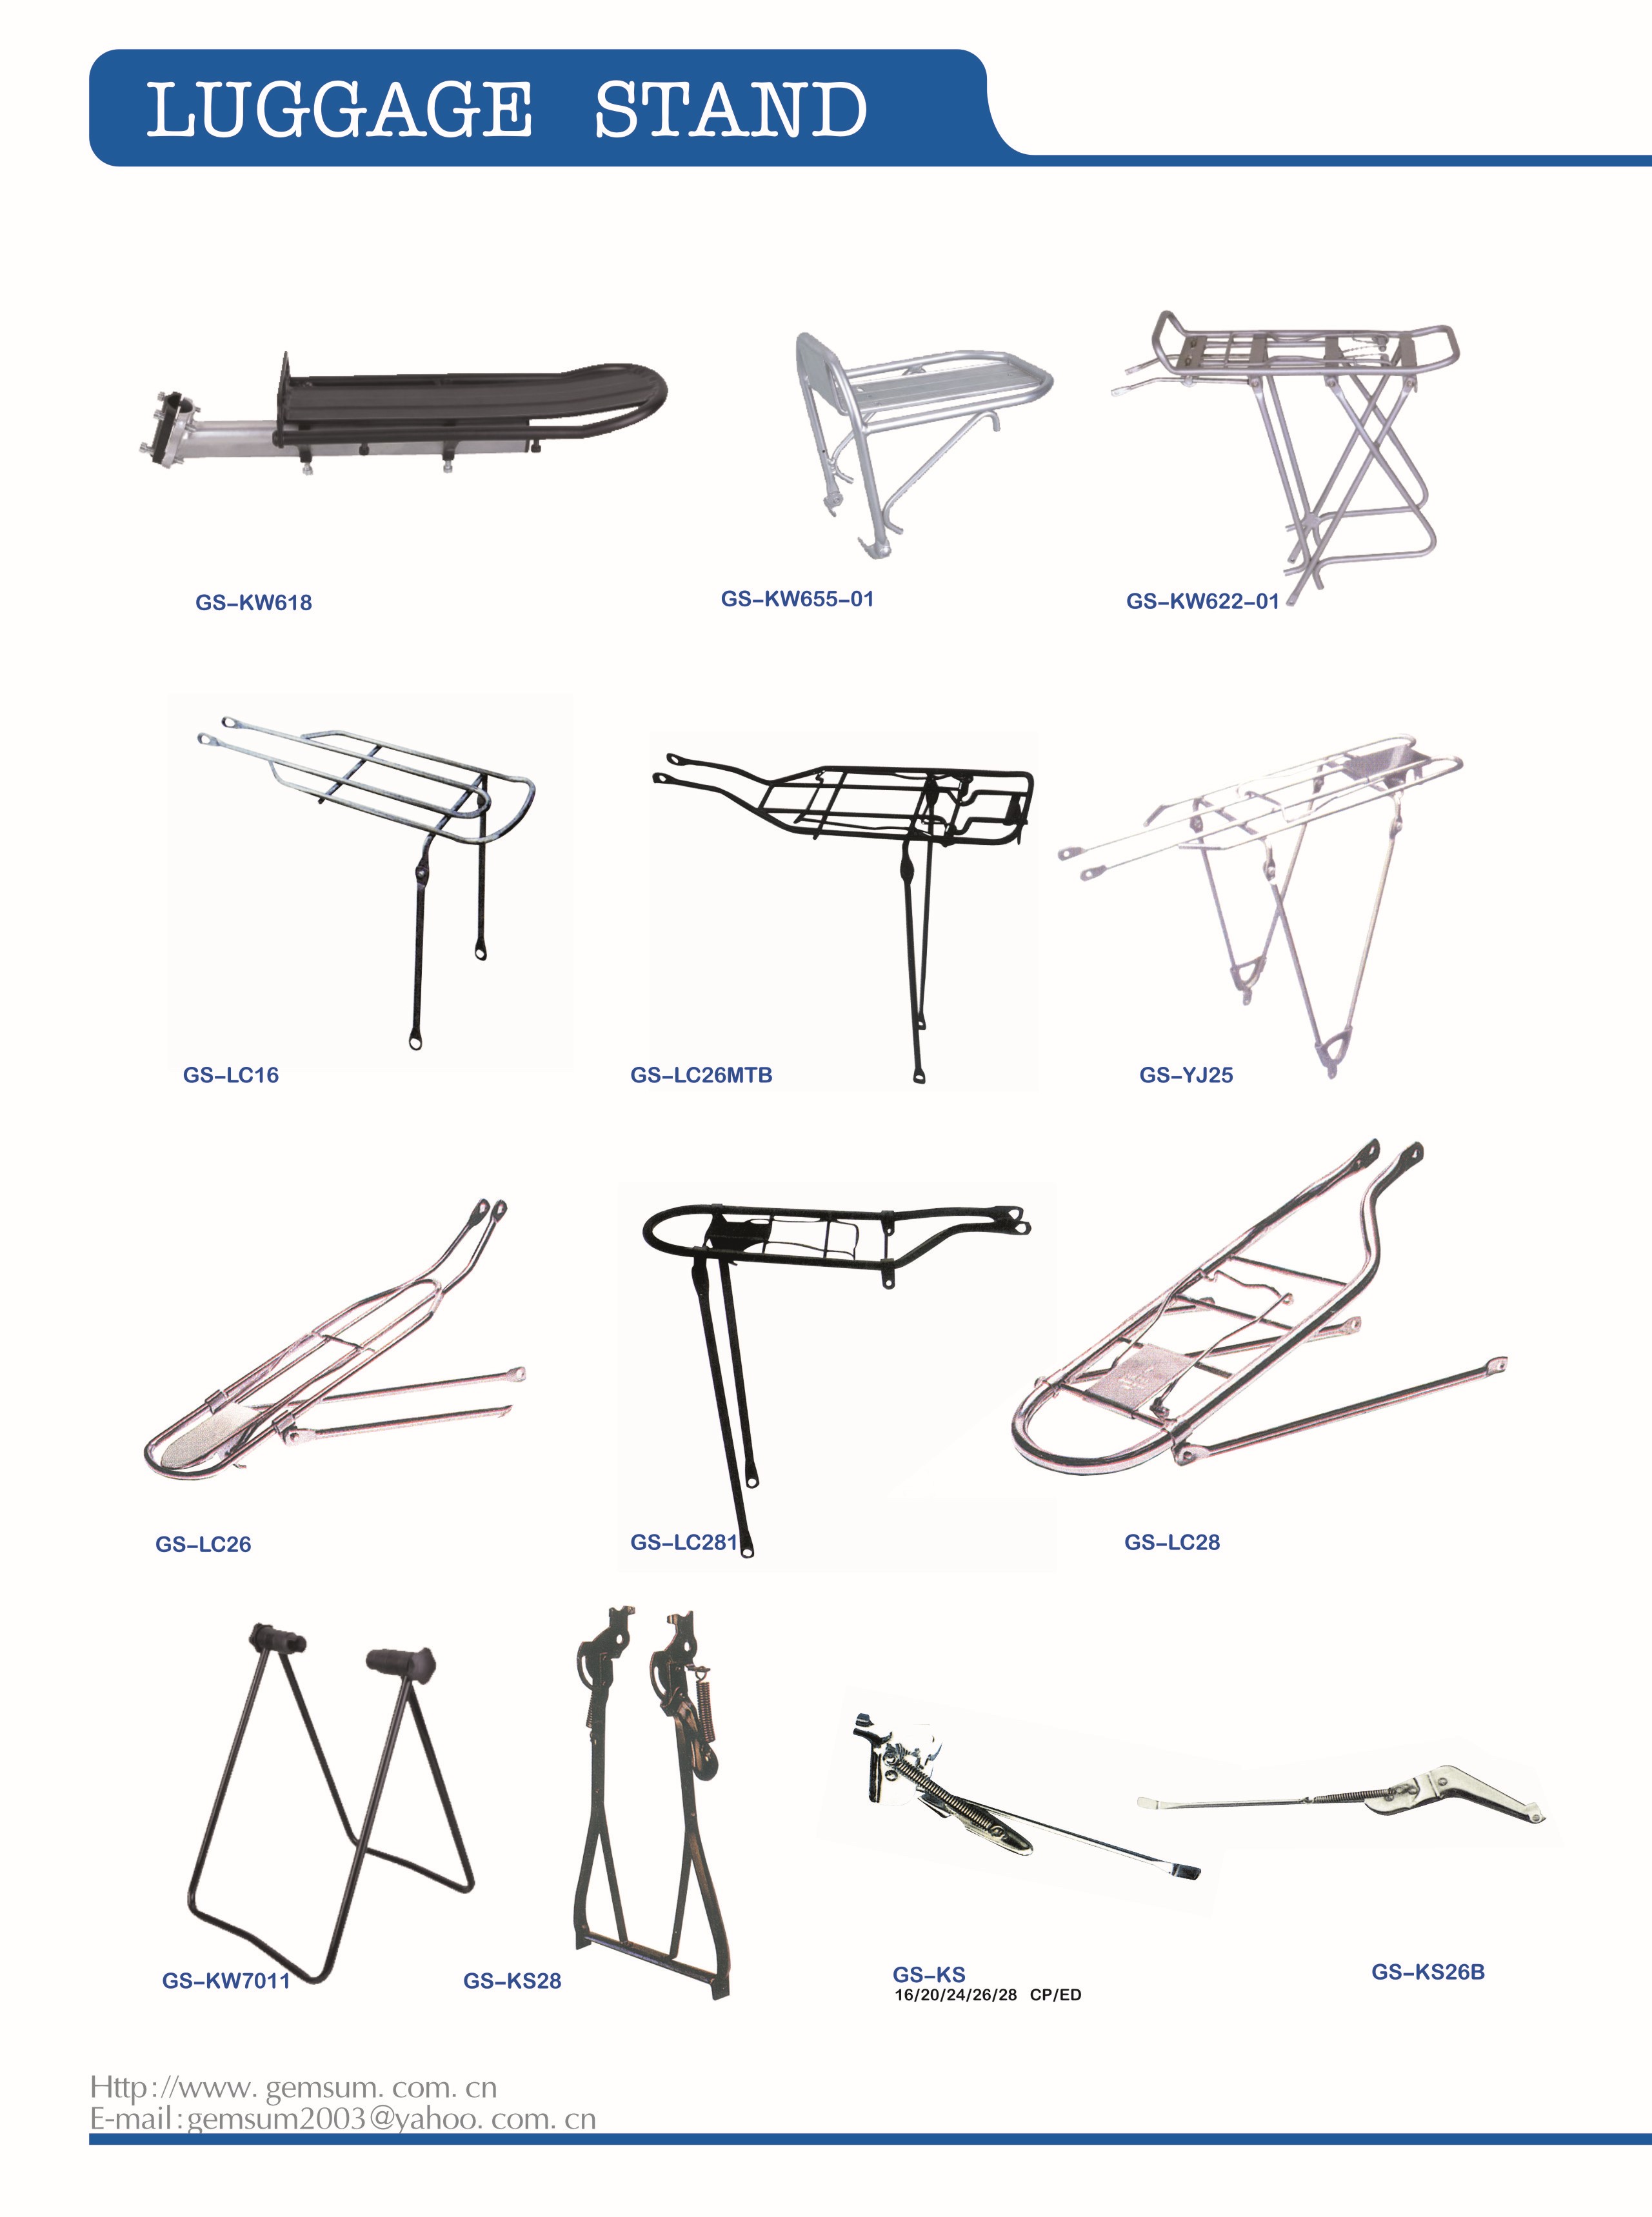 LUGGAGE STAND
GS-KW618
GS-KW655-01
GS-KW622-01
GS-LC16
GS-LC26MTB
GS-YJ25
GS-LC26
GS-LC281
GS-LC28
GS-KW7011
GS-KS28
GS-KS
16/20/24/26/28 CP/ED
GS-KS26B
Http://www.gemsum.com.cn
E-mail:gemsum2003@yahoo.com.cn